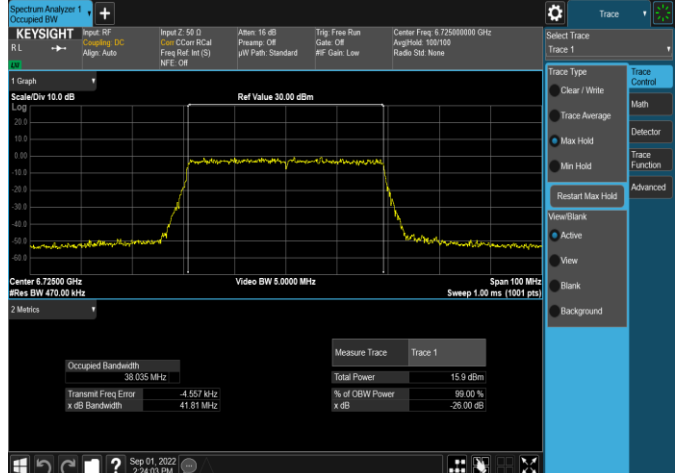 Spectrum Analyzer 1
Occupied BW
KEYSIGHT
RL
Input: RF
Coupling: DC
Align: Auto
Input Z: 50 Ω
Corr CCorr RCal
Freq Ref: Int (S)
NFE: Off
Atten: 16 dB
Preamp: Off
µW Path: Standard
Trig: Free Run
Gate: Off
#IF Gain: Low
Center Freq: 6.725000000 GHz
Avg|Hold: 100/100
Radio Std: None
1 Graph
Scale/Div 10.0 dB
Ref Value 30.00 dBm
Log
20.0
10.0
0.00
-10.0
-20.0
-30.0
-40.0
-50.0
-60.0
Center 6.72500 GHz
Video BW 5.0000 MHz
Span 100 MHz
#Res BW 470.00 kHz
Sweep 1.00 ms (1001 pts)
2 Metrics
Occupied Bandwidth
38.035 MHz
Transmit Freq Error -4.557 kHz
x dB Bandwidth 41.81 MHz
Measure Trace Trace 1
Total Power 15.9 dBm
% of OBW Power 99.00 %
x dB -26.00 dB
Sep 01, 2022
2:24:03 PM
Trace
Select Trace
Trace 1
Trace Type
Clear / Write
Trace Average
Max Hold
Min Hold
Restart Max Hold
View/Blank
Active
View
Blank
Background
Trace
Control
Math
Detector
Trace
Function
Advanced